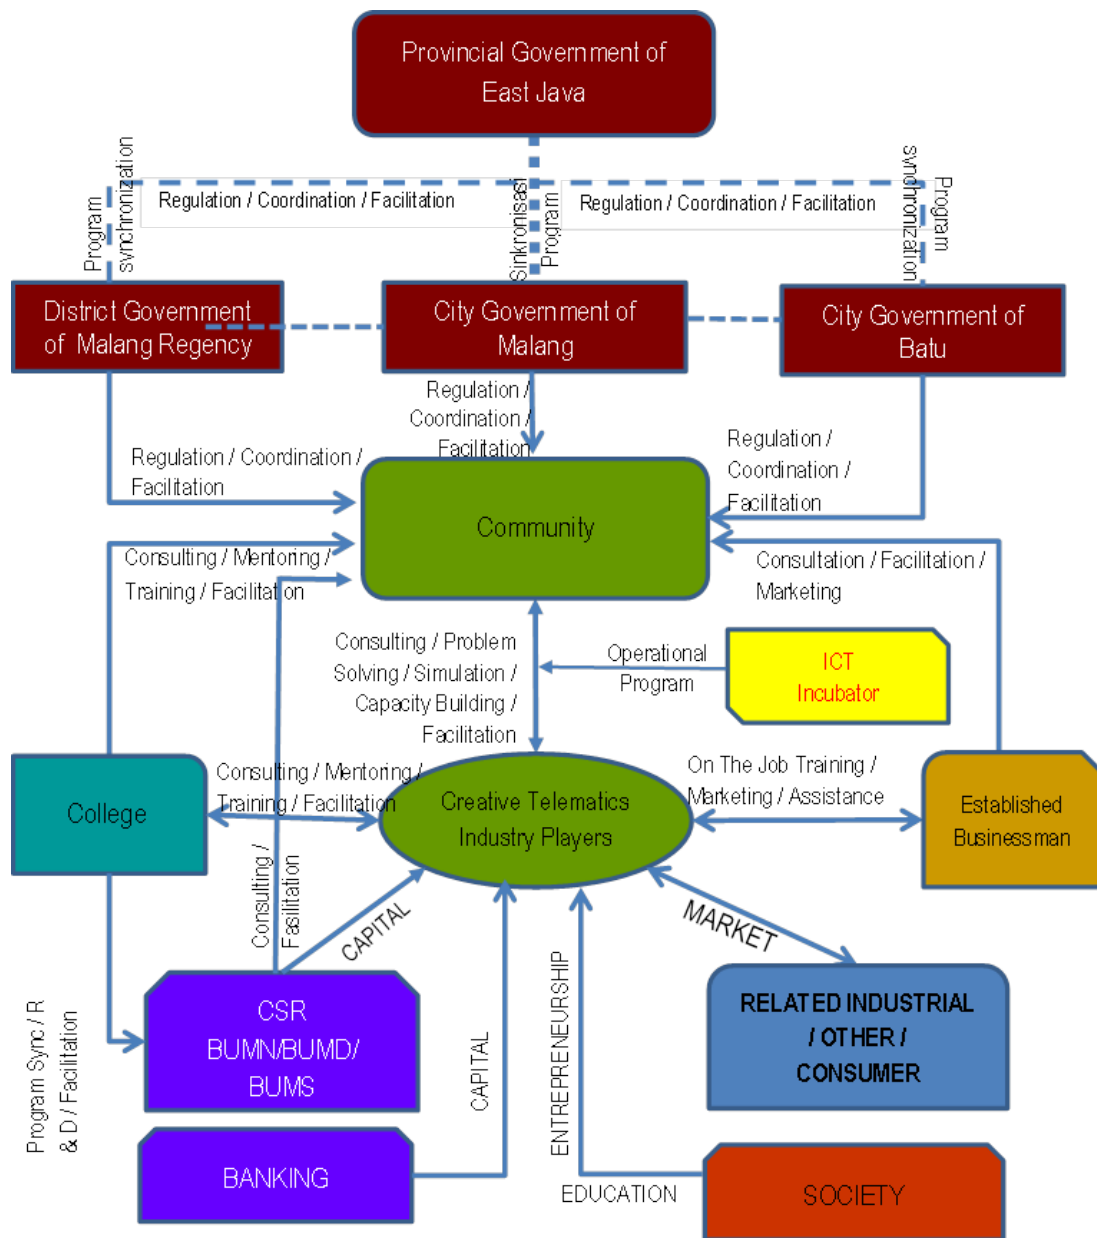 Provincial Government of
East Java
Program
synchronization
Regulation / Coordination / Facilitation
Sinkronisasi
Program
Regulation / Coordination / Facilitation
synchronization
Program
District Government
of Malang Regency
City Government of
Malang
City Government of
Batu
Regulation /
Coordination /
Facilitation
Regulation / Coordination /
Facilitation
Regulation /
Coordination /
Facilitation
Community
Consulting / Mentoring /
Training / Facilitation
Consultation / Facilitation /
Marketing
Consulting / Problem
Solving / Simulation /
Capacity Building /
Facilitation
Operational
Program
ICT
Incubator
College
Consulting / Mentoring /
Training / Facilitation
Creative Telematics
Industry Players
On The Job Training /
Marketing / Assistance
Established
Businessman
Consulting /
Fasilitation
CAPITAL
MARKET
CSR
BUMN/BUMD/
BUMS
RELATED INDUSTRIAL
/ OTHER /
CONSUMER
Program Sync / R
& D / Facilitation
CAPITAL
ENTREPRENEURSHIP
BANKING
EDUCATION
SOCIETY